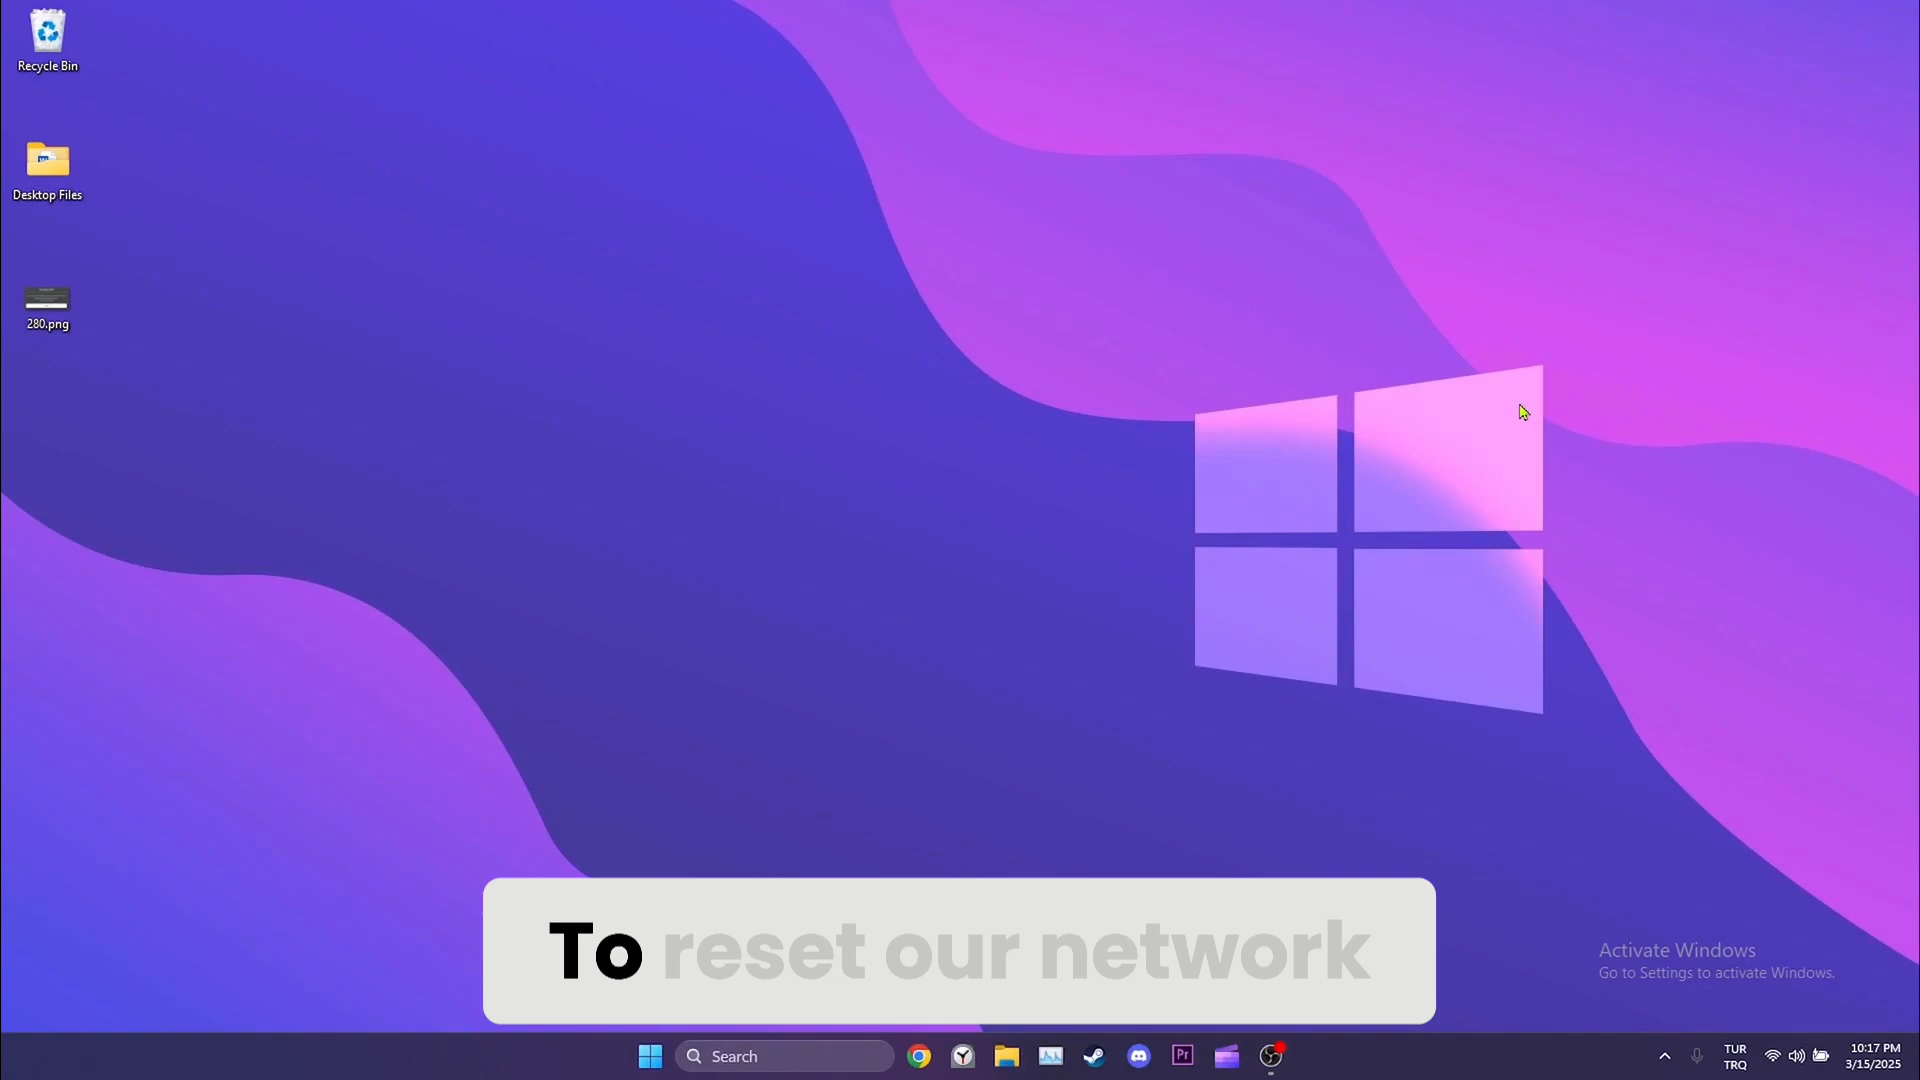 Recycle Bin
Desktop Files
280.png
To reset our network
Activate Windows
Go to Settings to activate Windows.
Search
Pr
TUR
TRQ
10:17 PM
3/15/2025